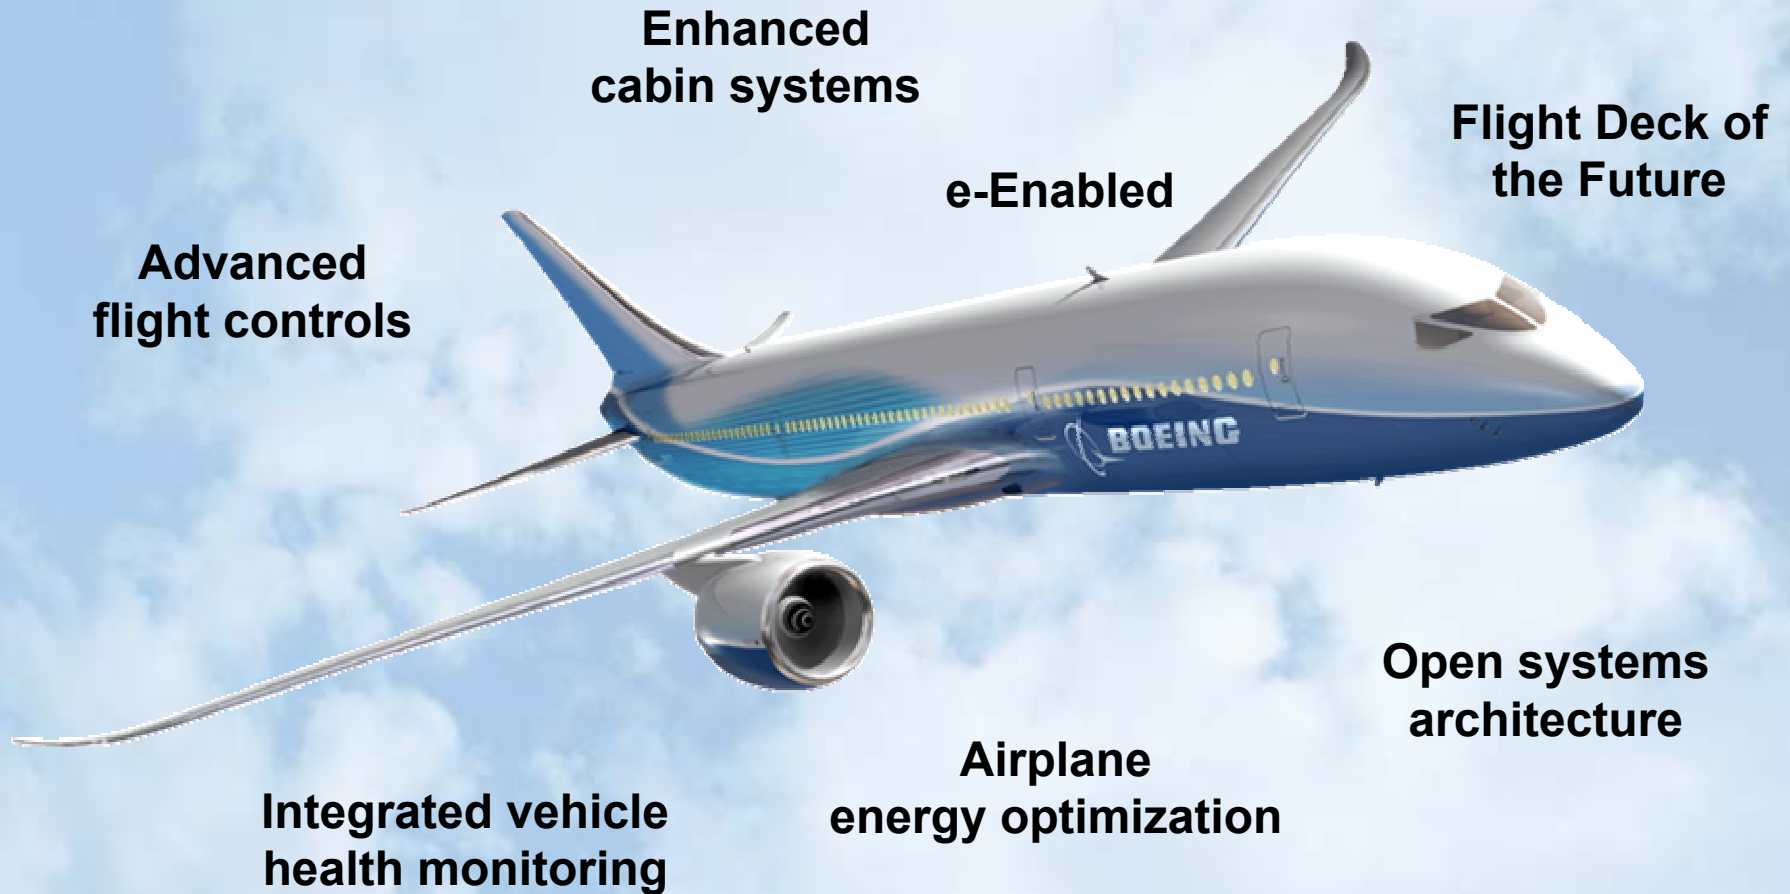 Enhanced
cabin systems
Flight Deck of
the Future
e-Enabled
Advanced
flight controls
BOEING
Open systems
architecture
Airplane
energy optimization
Integrated vehicle
health monitoring